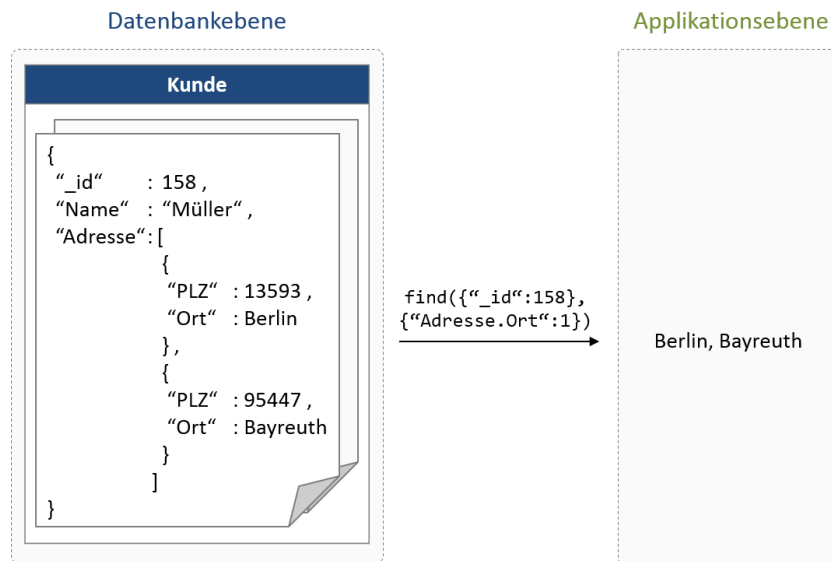 Datenbankebene
Applikationsebene
Kunde
{
“_id“ : 158 ,
“Name“ : “Müller“ ,
“Adresse“ : [
{
“PLZ“ : 13593 ,
“Ort“ : Berlin
} ,
{
“PLZ“ : 95447 ,
“Ort“ : Bayreuth
}
]
}
find({“_id“:158},
{“Adresse.Ort“:1})
Berlin, Bayreuth